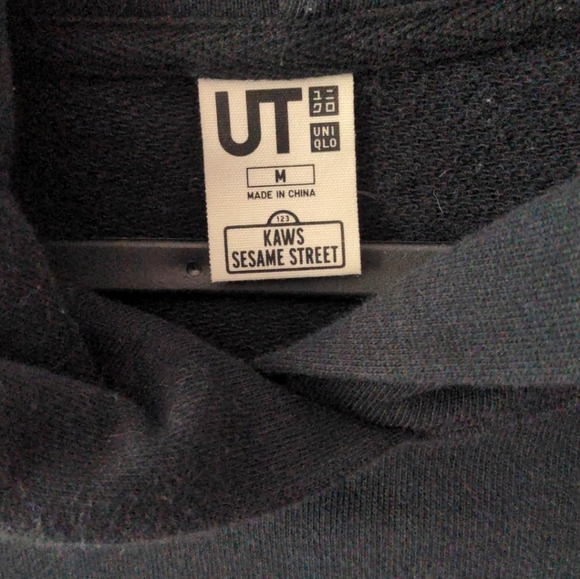 UT ユニ
クロ
UNI
QLO
M
MADE IN CHINA
123
KAWS
SESAME STREET